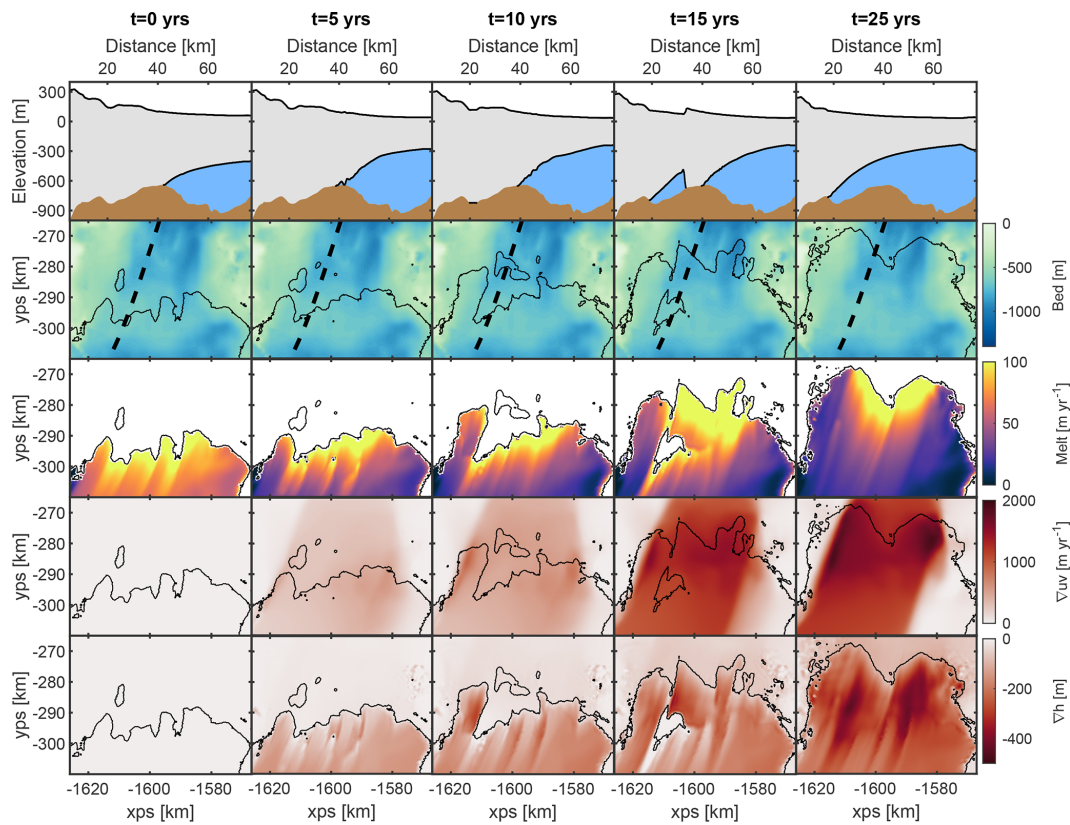 t=0 yrs t=5 yrs t=10 yrs t=15 yrs t=25 yrs
Distance [km] Distance [km] Distance [km] Distance [km] Distance [km]
20 40 60 20 40 60 20 40 60 20 40 60 20 40 60
Elevation [m]
300
0
-300
-600
-900
yps [km]
-270
-280
-290
-300
0
-500
-1000
Bed [m]
yps [km]
-270
-280
-290
-300
100
50
0
Melt [m yr-1]
yps [km]
-270
-280
-290
-300
2000
1000
0
∇uv [m yr-1]
yps [km]
-270
-280
-290
-300
0
-200
-400
∇h [m]
-1620 -1600 -1580 -1620 -1600 -1580 -1620 -1600 -1580 -1620 -1600 -1580 -1620 -1600 -1580
xps [km] xps [km] xps [km] xps [km] xps [km]